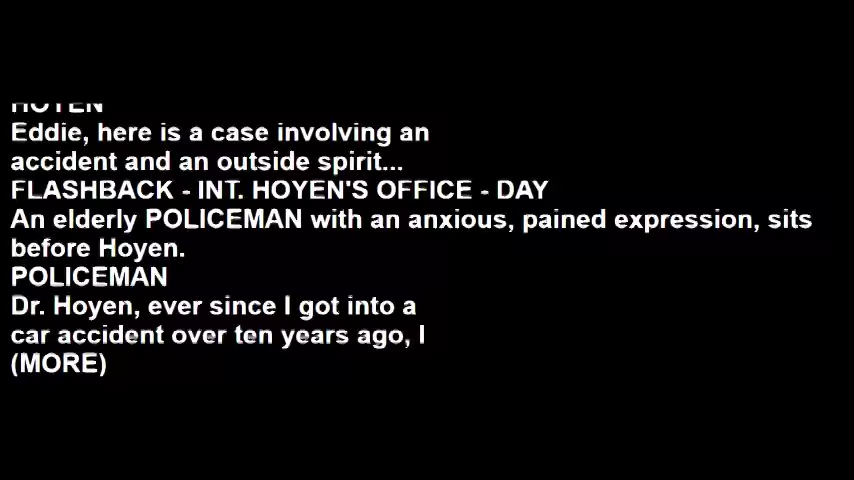 HOYEN
Eddie, here is a case involving an
accident and an outside spirit...
FLASHBACK - INT. HOYEN'S OFFICE - DAY
An elderly POLICEMAN with an anxious, pained expression, sits
before Hoyen.
POLICEMAN
Dr. Hoyen, ever since I got into a
car accident over ten years ago, I
(MORE)